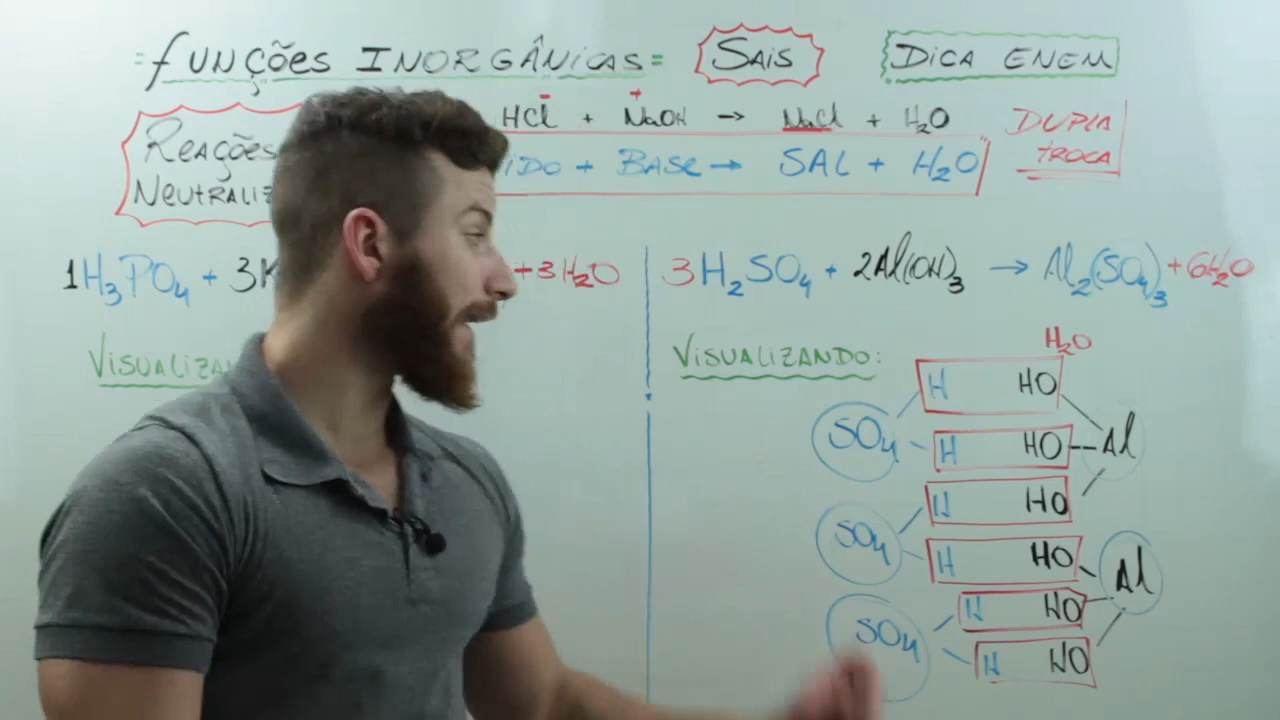 = FUNÇÕES INORGÂNICAS =
SAIS
DICA ENEM
HCl + NaOH → NaCl + H₂O
- +
DUPLA
TROCA
REAÇÕES
NEUTRALIZ
IDO + BASE → SAL + H₂O
1H₃PO₄ + 3K
+ 3H₂O
3H₂SO₄ + 2Al(OH)₃ → Al₂(SO₄)₃ + 6H₂O
VISUALIZA
VISUALIZANDO:
H₂O
H HO
SO₄ H HO Al
H HO
SO₄ H HO Al
H HO
SO₄ H HO